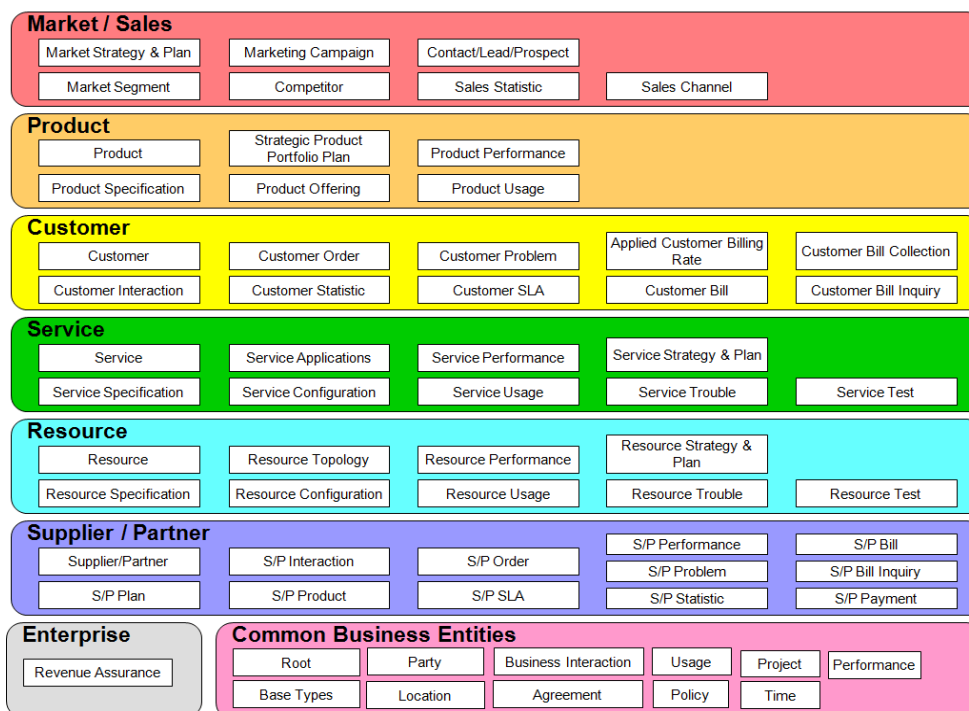 Market / Sales
Market Strategy & Plan
Marketing Campaign
Contact/Lead/Prospect
Market Segment
Competitor
Sales Statistic
Sales Channel
Product
Product
Strategic Product
Portfolio Plan
Product Performance
Product Specification
Product Offering
Product Usage
Customer
Customer
Customer Order
Customer Problem
Applied Customer Billing
Rate
Customer Bill Collection
Customer Interaction
Customer Statistic
Customer SLA
Customer Bill
Customer Bill Inquiry
Service
Service
Service Applications
Service Performance
Service Strategy & Plan
Service Specification
Service Configuration
Service Usage
Service Trouble
Service Test
Resource
Resource
Resource Topology
Resource Performance
Resource Strategy &
Plan
Resource Specification
Resource Configuration
Resource Usage
Resource Trouble
Resource Test
Supplier / Partner
Supplier/Partner
S/P Interaction
S/P Order
S/P Performance
S/P Bill
S/P Problem
S/P Bill Inquiry
S/P Plan
S/P Product
S/P SLA
S/P Statistic
S/P Payment
Enterprise
Revenue Assurance
Common Business Entities
Root
Party
Business Interaction
Usage
Project
Performance
Base Types
Location
Agreement
Policy
Time